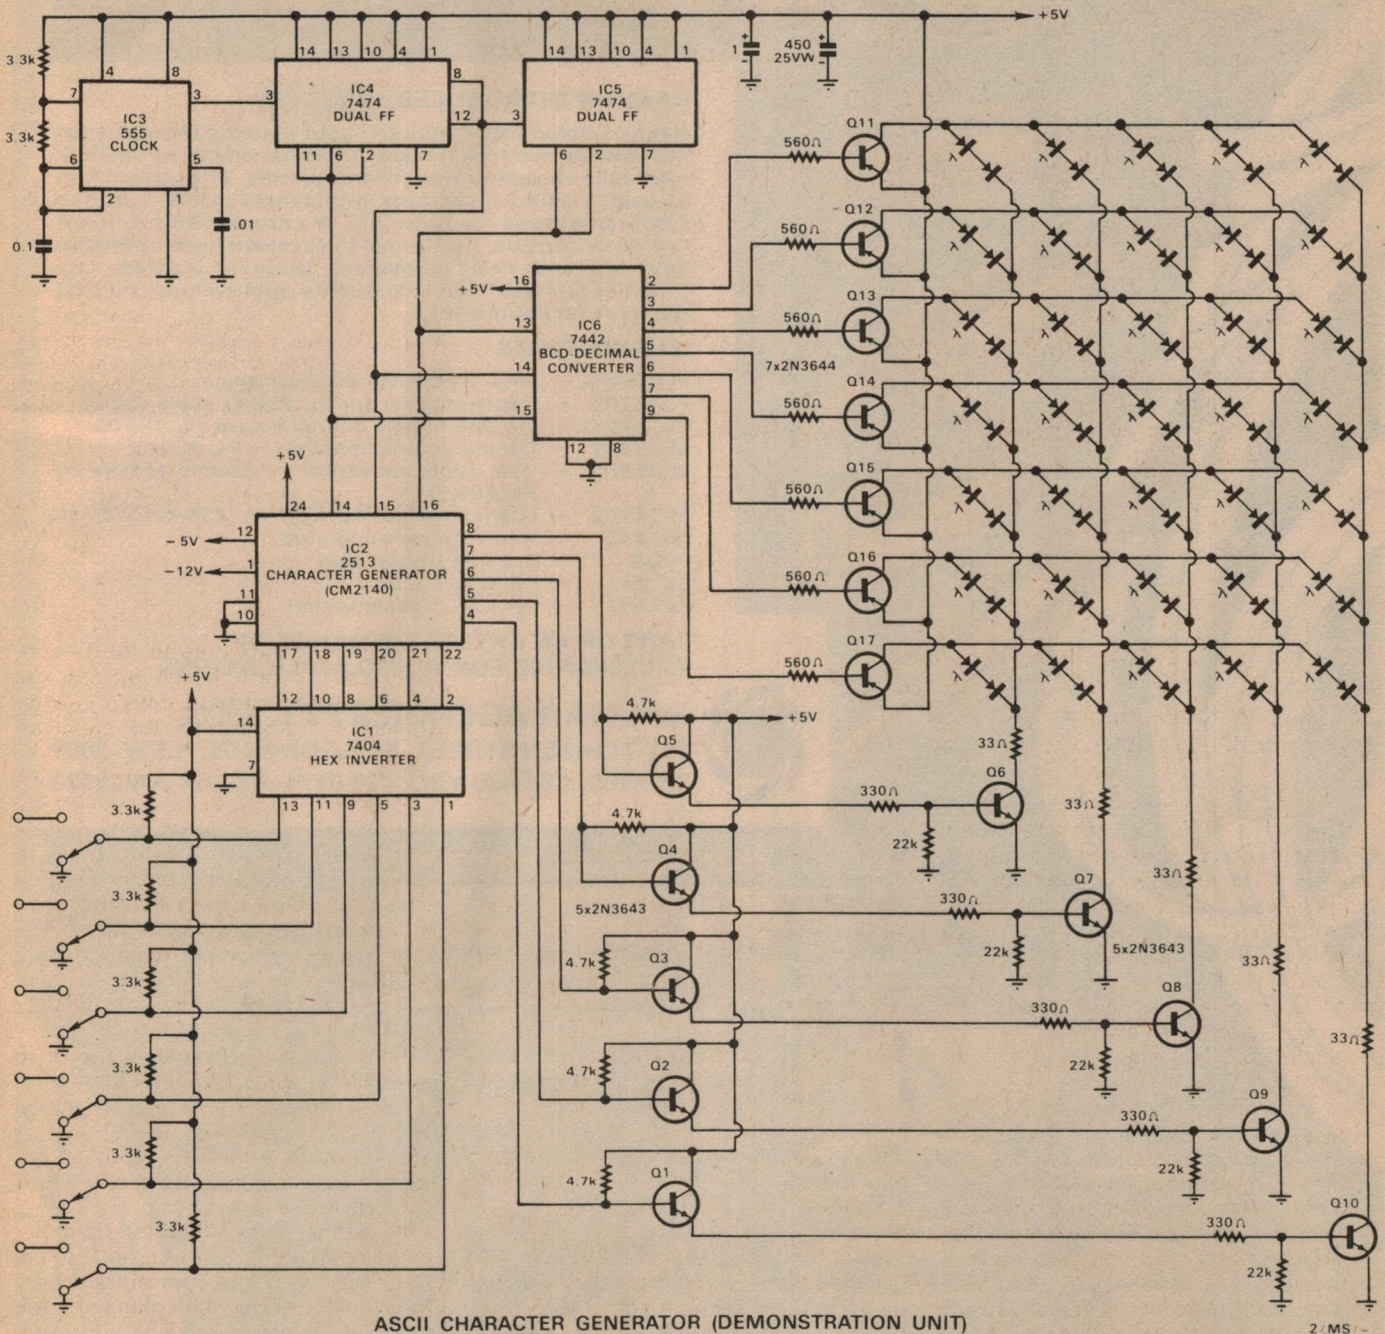 +5V
3.3k
4 8
7 3
IC3
555
CLOCK
3.3k
6 5
2 1
0.1
.01
14 13 10 4 1
3 8
IC4
7474
DUAL FF
12
11 6 2 7
14 13 10 4 1
3
IC5
7474
DUAL FF
6 2 7
1 + -
450
25VW + -
+5V 16
13
14
15
IC6
7442
BCD-DECIMAL
CONVERTER
2
3
4
5
6
7
9
12 8
560Ω Q11
560Ω Q12
560Ω Q13
7x2N3644
560Ω Q14
560Ω Q15
560Ω Q16
560Ω Q17
λ λ λ λ λ
λ λ λ λ λ
λ λ λ λ λ
λ λ λ λ λ
λ λ λ λ λ
λ λ λ λ λ
λ λ λ λ λ
+5V
24 14 15 16
-5V 12
-12V 1
11
10
IC2
2513
CHARACTER GENERATOR
(CM2140)
8
7
6
5
4
17 18 19 20 21 22
+5V
12 10 8 6 4 2
14
7
IC1
7404
HEX INVERTER
13 11 9 5 3 1
3.3k
3.3k
3.3k
3.3k
3.3k
3.3k
4.7k +5V
Q5
4.7k
Q4
5x2N3643
4.7k Q3
4.7k Q2
4.7k Q1
33Ω
330Ω Q6
22k
33Ω
330Ω Q7
22k
5x2N3643
33Ω
330Ω Q8
22k
33Ω
330Ω Q9
22k
33Ω
330Ω Q10
22k
ASCII CHARACTER GENERATOR (DEMONSTRATION UNIT)
2/MS/-